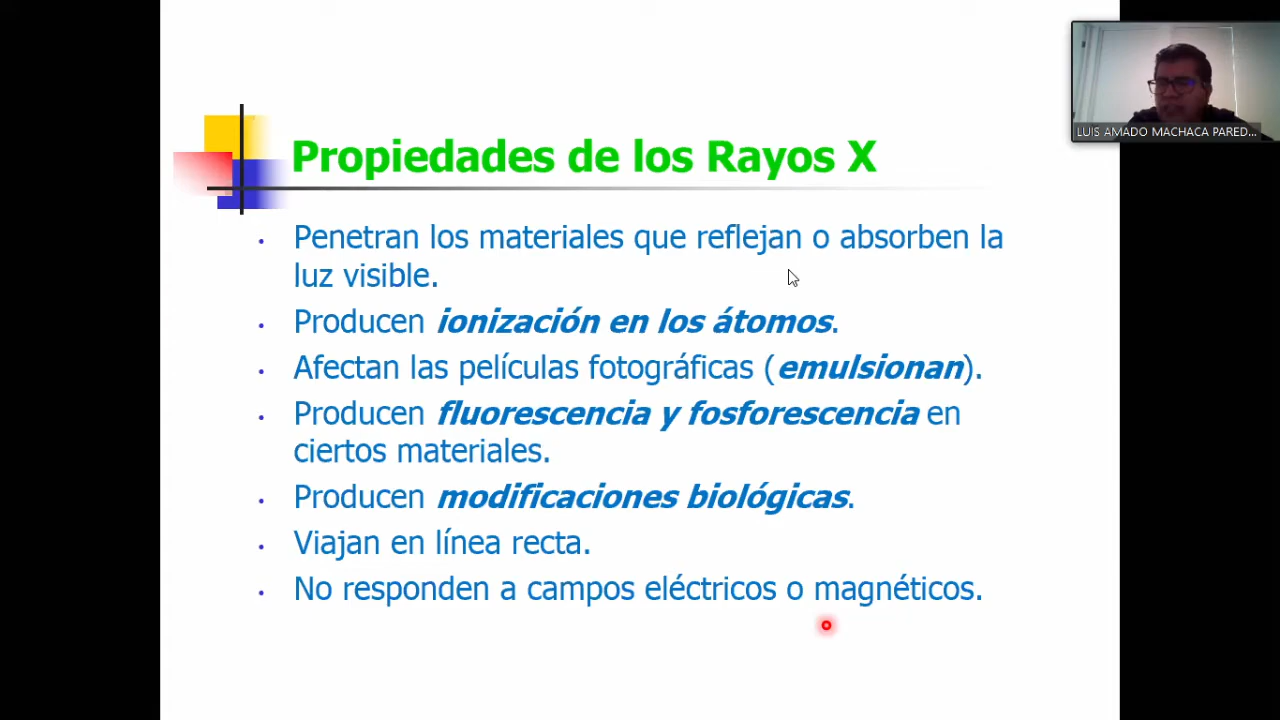 LUIS AMADO MACHACA PARED...
Propiedades de los Rayos X
• Penetran los materiales que reflejan o absorben la
luz visible.
• Producen ionización en los átomos.
• Afectan las películas fotográficas (emulsionan).
• Producen fluorescencia y fosforescencia en
ciertos materiales.
• Producen modificaciones biológicas.
• Viajan en línea recta.
• No responden a campos eléctricos o magnéticos.